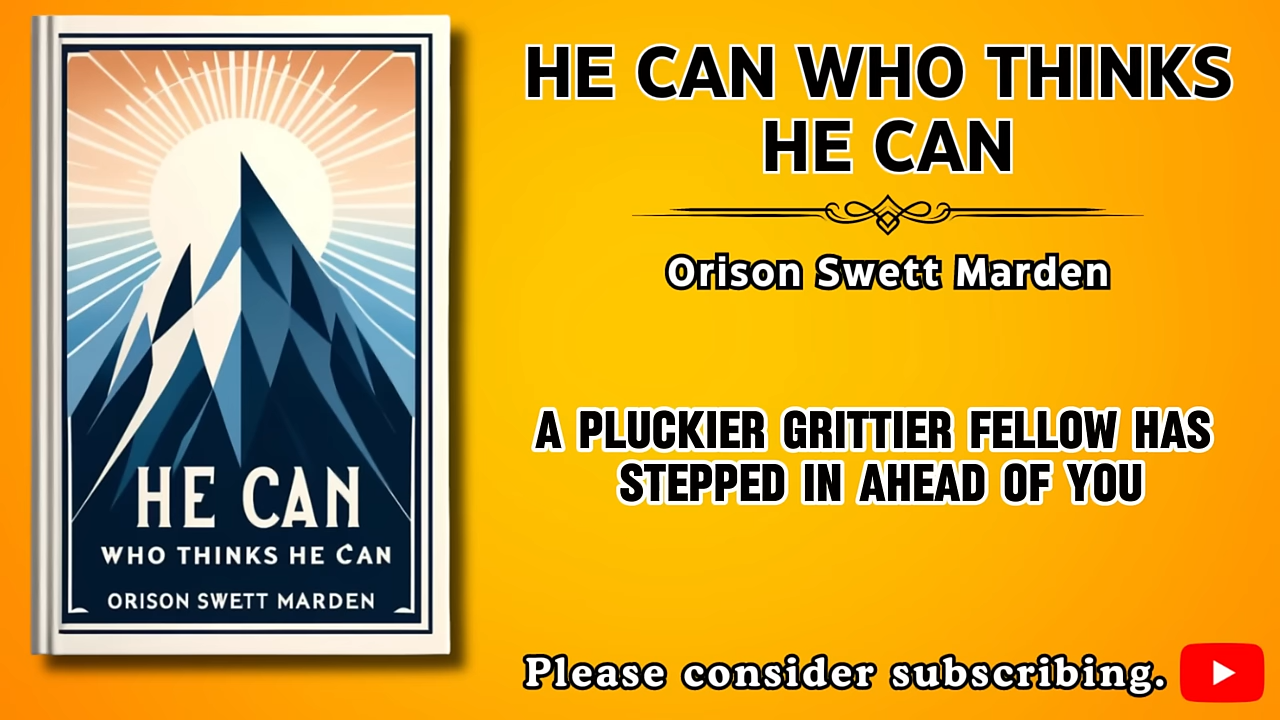 HE CAN
WHO THINKS HE CAN
ORISON SWETT MARDEN
HE CAN WHO THINKS
HE CAN
Orison Swett Marden
A PLUCKIER GRITTIER FELLOW HAS
STEPPED IN AHEAD OF YOU
Please consider subscribing.